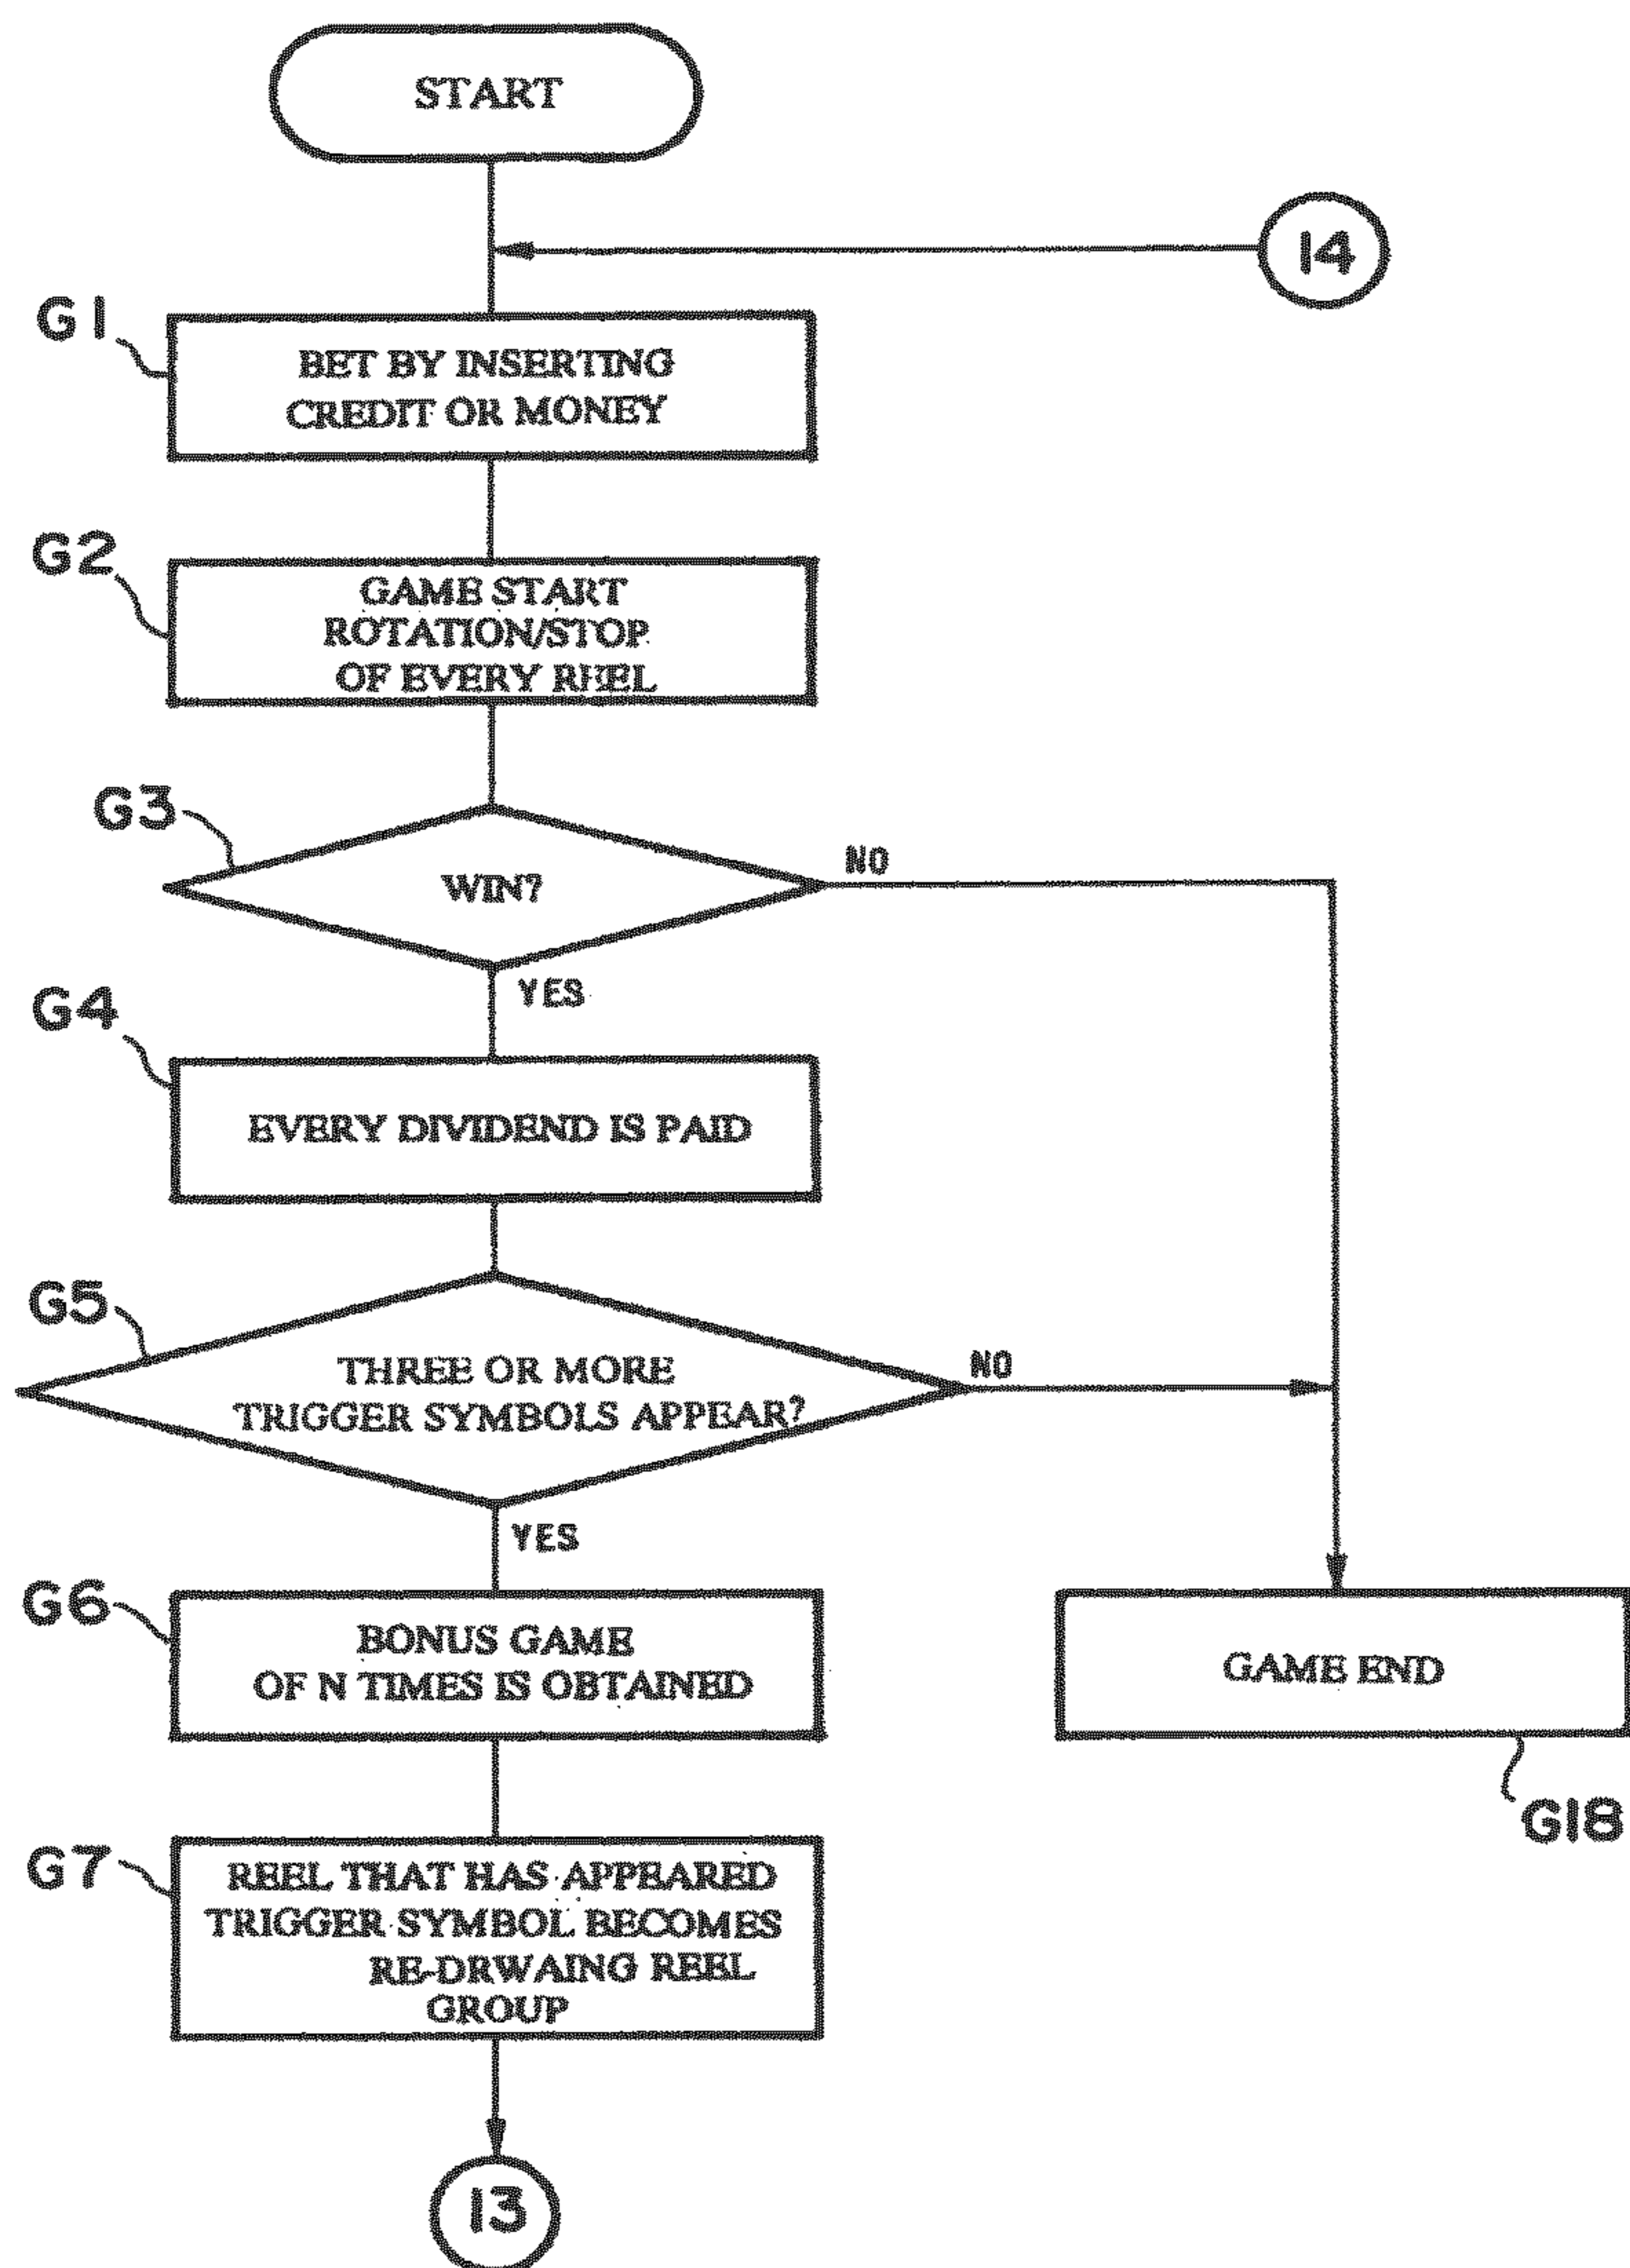 START
14
G1
BET BY INSERTING
CREDIT OR MONEY
G2
GAME START
ROTATION/STOP
OF EVERY REEL
G3
WIN?
NO
YES
G4
EVERY DIVIDEND IS PAID
G5
THREE OR MORE
TRIGGER SYMBOLS APPEAR?
NO
YES
G6
BONUS GAME
OF N TIMES IS OBTAINED
GAME END
G18
G7
REEL THAT HAS APPEARED
TRIGGER SYMBOL BECOMES
RE-DRWAING REEL
GROUP
13